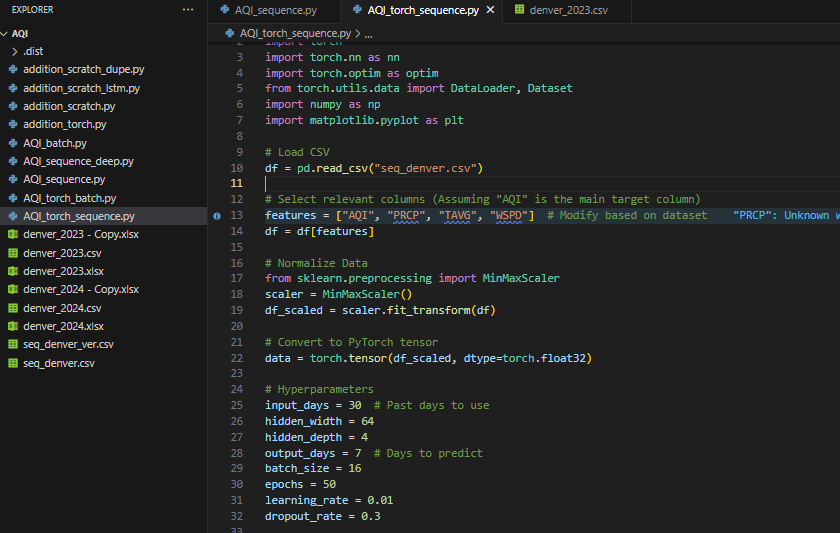 EXPLORER
···
AQI
.dist
addition_scratch_dupe.py
addition_scratch_lstm.py
addition_scratch.py
addition_torch.py
AQI_batch.py
AQI_sequence_deep.py
AQI_sequence.py
AQI_torch_batch.py
AQI_torch_sequence.py
denver_2023 - Copy.xlsx
denver_2023.csv
denver_2023.xlsx
denver_2024 - Copy.xlsx
denver_2024.csv
denver_2024.xlsx
seq_denver_ver.csv
seq_denver.csv
AQI_sequence.py
AQI_torch_sequence.py
denver_2023.csv
AQI_torch_sequence.py > ...
2 import torch
3 import torch.nn as nn
4 import torch.optim as optim
5 from torch.utils.data import DataLoader, Dataset
6 import numpy as np
7 import matplotlib.pyplot as plt
8
9 # Load CSV
10 df = pd.read_csv("seq_denver.csv")
11
12 # Select relevant columns (Assuming "AQI" is the main target column)
13 features = ["AQI", "PRCP", "TAVG", "WSPD"]  # Modify based on dataset "PRCP": Unknown w
14 df = df[features]
15
16 # Normalize Data
17 from sklearn.preprocessing import MinMaxScaler
18 scaler = MinMaxScaler()
19 df_scaled = scaler.fit_transform(df)
20
21 # Convert to PyTorch tensor
22 data = torch.tensor(df_scaled, dtype=torch.float32)
23
24 # Hyperparameters
25 input_days = 30  # Past days to use
26 hidden_width = 64
27 hidden_depth = 4
28 output_days = 7  # Days to predict
29 batch_size = 16
30 epochs = 50
31 learning_rate = 0.01
32 dropout_rate = 0.3
33